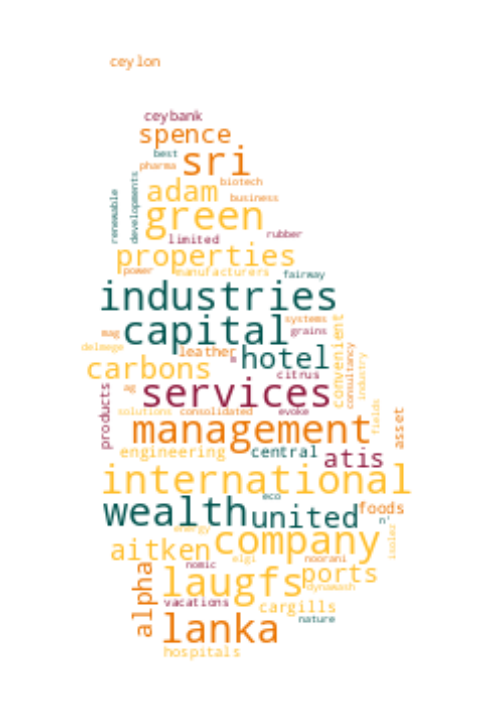 ceylon
ceybank
spence
best
sri
pharma
biotech
renewable
developments
adam
business
green
limited
rubber
properties
power
manufacturers
fairway
industries
capital
systems
mag
grains
delmege
leather
hotel
convenient
consultancy
industry
carbons
citrus
ag
services
products
solutions
consolidated
evoke
fields
asset
management
engineering
central
atis
international
eco
wealth
united
foods
n'
energy
company
aitken
elgi
noorani
nomic
alpha
laugfs
ports
dynawash
vacations
cargills
lanka
nature
hospitals